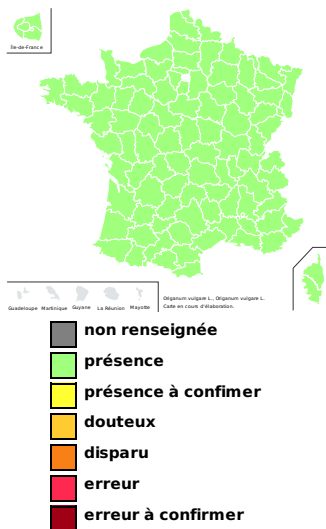 Île-de-France
Origanum vulgare L., Origanum vulgare L.
Carte en cours d'élaboration.
Guadeloupe Martinique Guyane La Réunion Mayotte
non renseignée
présence
présence à confimer
douteux
disparu
erreur
erreur à confirmer